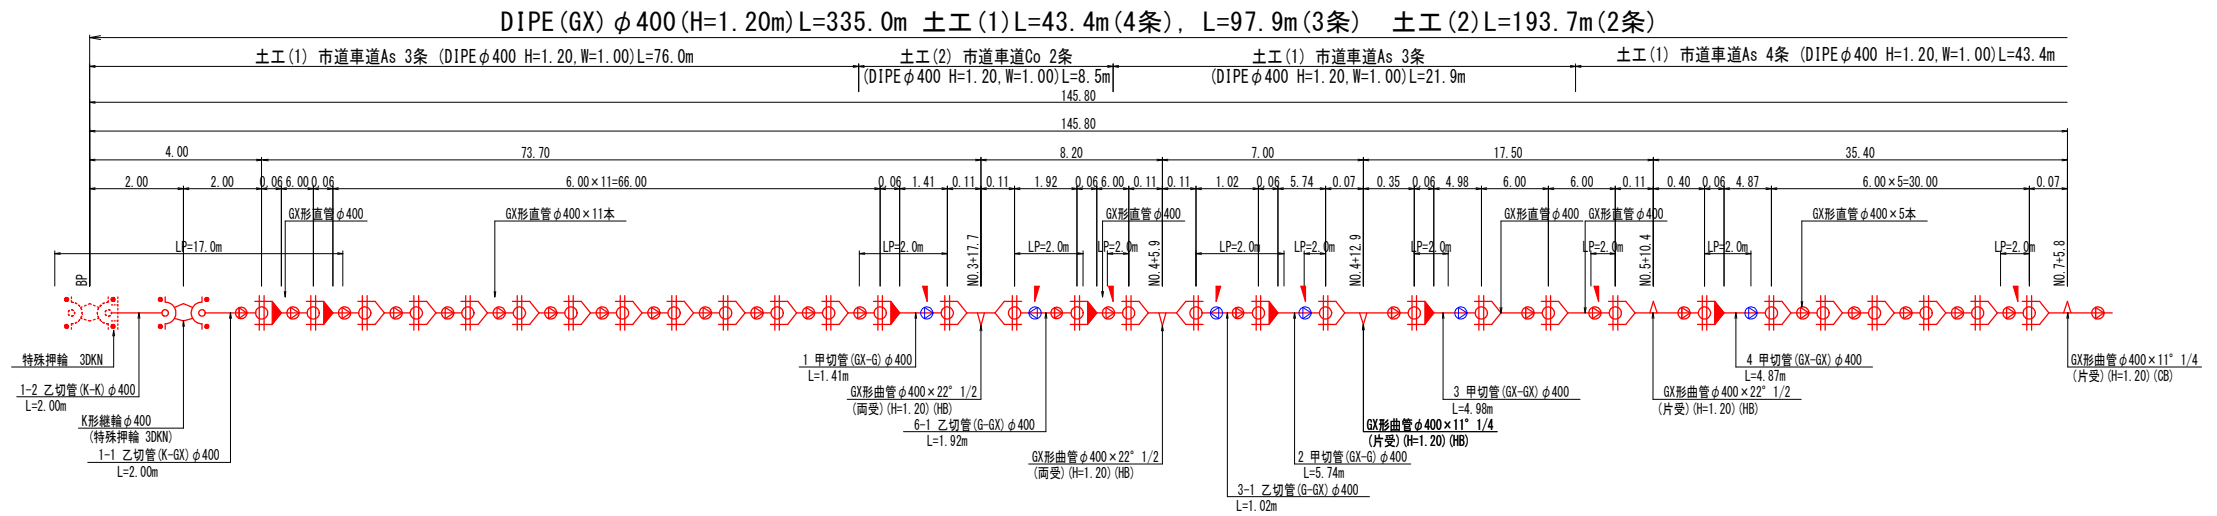 DIPE(GX)φ400(H=1.20m)L=335.0m 土工(1)L=43.4m(4条), L=97.9m(3条) 土工(2)L=193.7m(2条)
土工(1) 市道車道As 3条 (DIPEφ400 H=1.20,W=1.00)L=76.0m
土工(2) 市道車道Co 2条
(DIPEφ400 H=1.20,W=1.00)L=8.5m
土工(1) 市道車道As 3条
(DIPEφ400 H=1.20,W=1.00)L=21.9m
土工(1) 市道車道As 4条 (DIPEφ400 H=1.20,W=1.00)L=43.4m
145.80
145.80
4.00 73.70 8.20 7.00 17.50 35.40
2.00 2.00 0.06 6.00 0.06 6.00×11=66.00 0.06 1.41 0.11 0.11 1.92 0.06 6.00 0.11 0.11 1.02 0.06 5.74 0.07 0.35 0.06 4.98 6.00 6.00 0.11 0.40 0.06 4.87 6.00×5=30.00 0.07
GX形直管φ400 GX形直管φ400×11本 GX形直管φ400 GX形直管φ400 GX形直管φ400 GX形直管φ400×5本
LP=17.0m LP=2.0m LP=2.0m LP=2.0m LP=2.0m LP=2.0m LP=2.0m LP=2.0m LP=2.0m LP=2.0m
BP
NO.3+17.7
NO.4+5.9
NO.4+12.9
NO.5+10.4
NO.7+5.8
特殊押輪 3DKN
1-2 乙切管(K-K)φ400
L=2.00m
K形継輪φ400
(特殊押輪 3DKN)
1-1 乙切管(K-GX)φ400
L=2.00m
1 甲切管(GX-G)φ400
L=1.41m
GX形曲管φ400×22° 1/2
(両受)(H=1.20)(HB)
6-1 乙切管(G-GX)φ400
L=1.92m
GX形曲管φ400×22° 1/2
(両受)(H=1.20)(HB)
3-1 乙切管(G-GX)φ400
L=1.02m
2 甲切管(GX-G)φ400
L=5.74m
GX形曲管φ400×11° 1/4
(片受)(H=1.20)(HB)
3 甲切管(GX-GX)φ400
L=4.98m
GX形曲管φ400×22° 1/2
(片受)(H=1.20)(HB)
4 甲切管(GX-GX)φ400
L=4.87m
GX形曲管φ400×11° 1/4
(片受)(H=1.20)(CB)